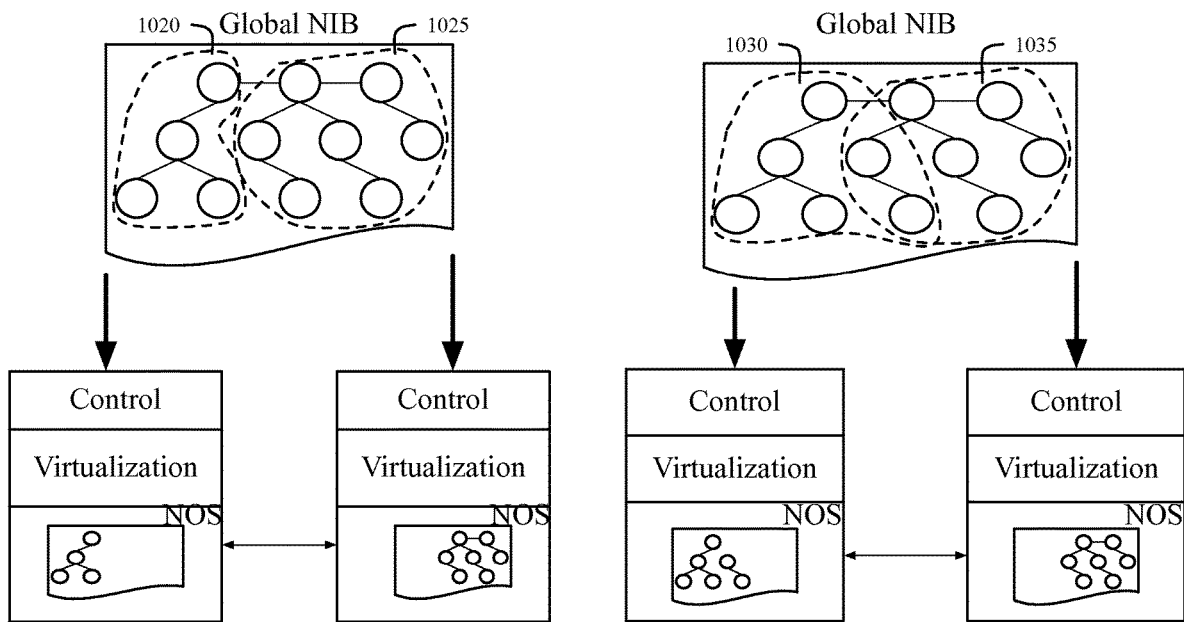 Global NIB
1020
1025
Global NIB
1030
1035
Control
Control
Virtualization
Virtualization
NOS
NOS
Control
Control
Virtualization
Virtualization
NOS
NOS